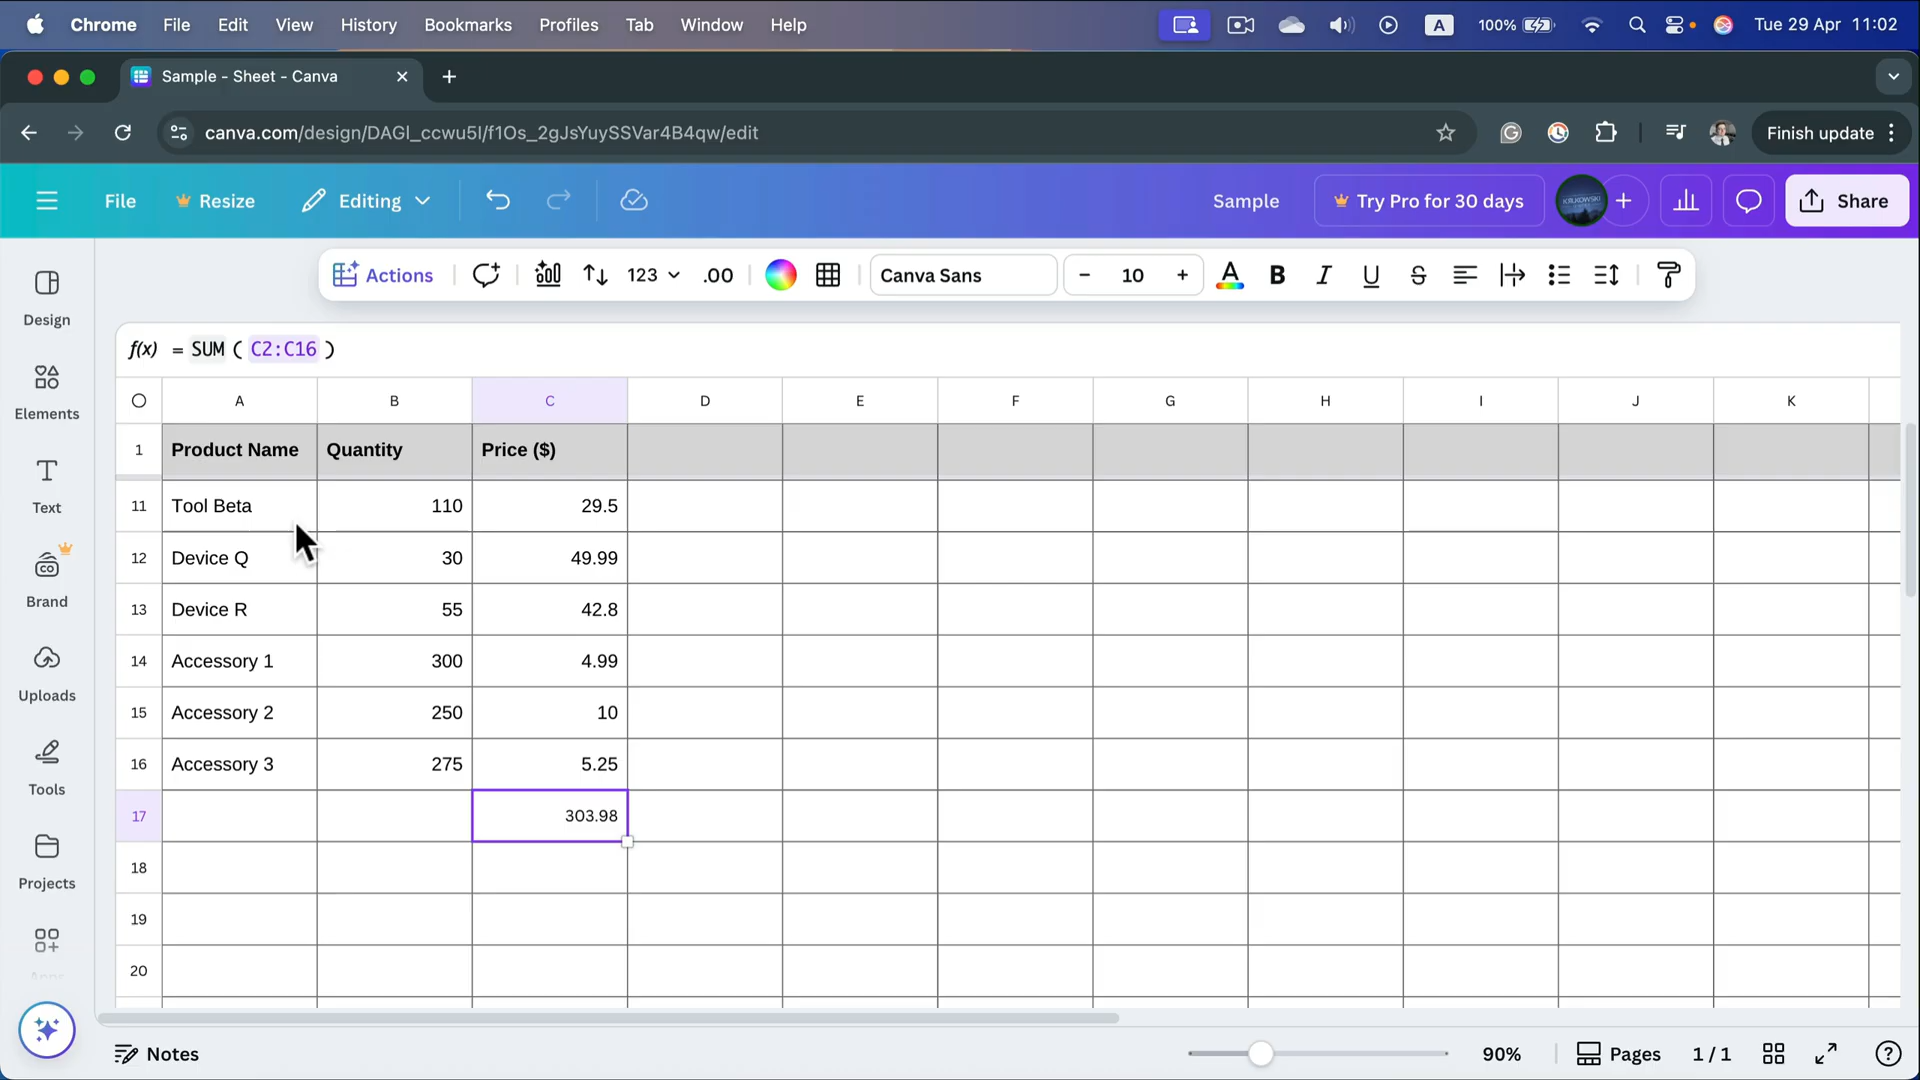 Chrome File Edit View History Bookmarks Profiles Tab Window Help A 100% Tue 29 Apr 11:02
Sample - Sheet - Canva
canva.com/design/DAGl_ccwu5I/f1Os_2gJsYuySSVar4B4qw/edit Finish update
File Resize Editing Sample Try Pro for 30 days Share
Actions 123 .00 Canva Sans - 10 + A B I U S
f(x) = SUM ( C2:C16 )
A B C D E F G H I J K
1 Product Name Quantity Price ($)
11 Tool Beta 110 29.5
12 Device Q 30 49.99
13 Device R 55 42.8
14 Accessory 1 300 4.99
15 Accessory 2 250 10
16 Accessory 3 275 5.25
17 303.98
18
19
20
Design
Elements
Text
Brand
Uploads
Tools
Projects
Apps
Notes 90% Pages 1 / 1